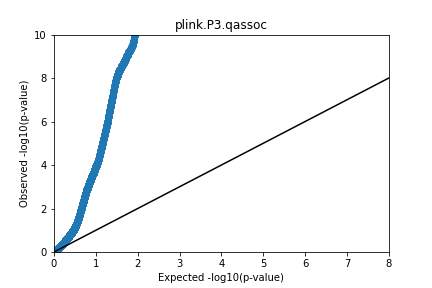 plink.P3.qassoc
Observed -log10(p-value)
10
8
6
4
2
0
0 1 2 3 4 5 6 7 8
Expected -log10(p-value)